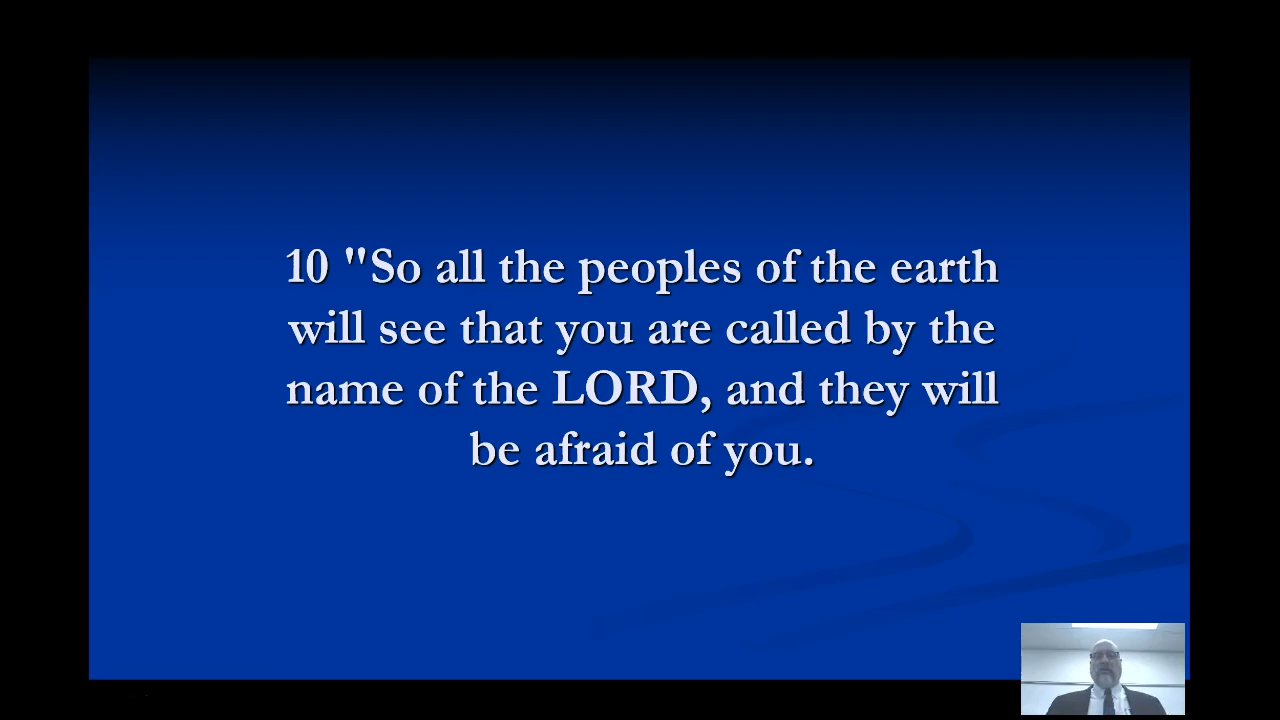 10 "So all the peoples of the earth
will see that you are called by the
name of the LORD, and they will
be afraid of you.